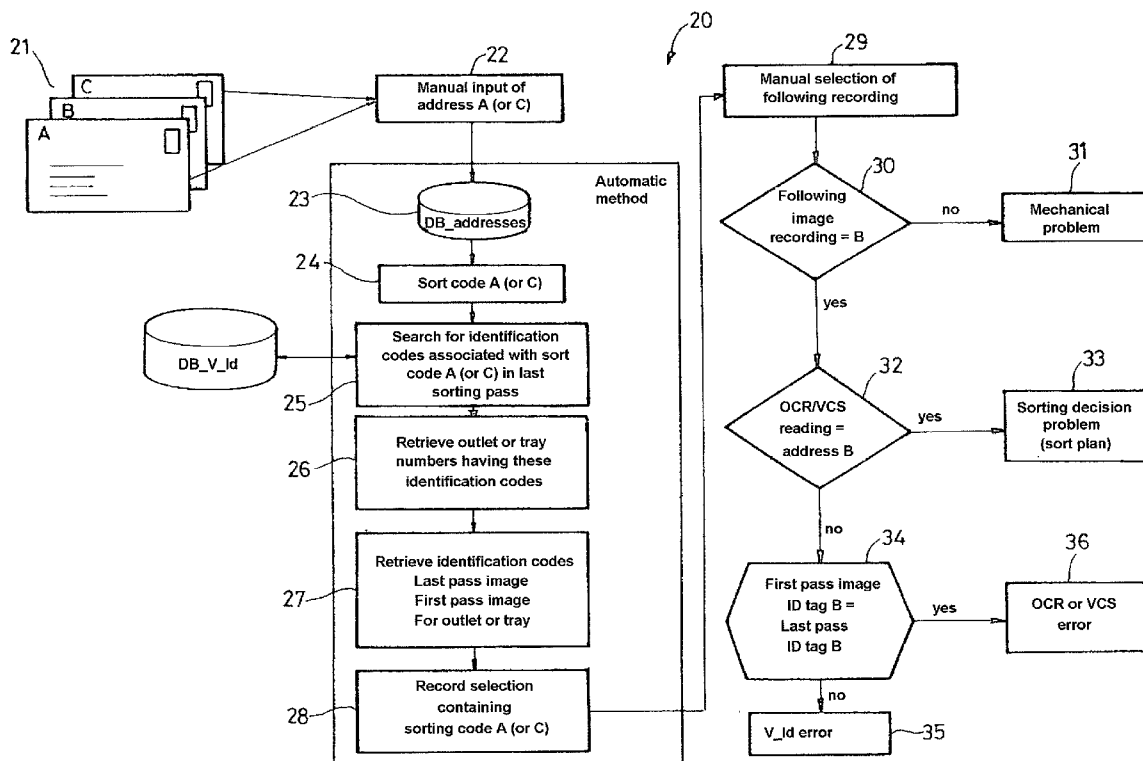 20
21
C
B
A
22
Manual input of
address A (or C)
Automatic
method
23
DB_addresses
24
Sort code A (or C)
DB_V_Id
Search for identification
codes associated with sort
code A (or C) in last
sorting pass
25
Retrieve outlet or tray
numbers having these
identification codes
26
Retrieve identification codes
Last pass image
First pass image
For outlet or tray
27
Record selection
containing
sorting code A (or C)
28
29
Manual selection of
following recording
30
Following
image
recording = B
no
31
Mechanical
problem
yes
32
OCR/VCS
reading =
address B
yes
33
Sorting decision
problem
(sort plan)
no
34
First pass image
ID tag B =
Last pass
ID tag B
yes
36
OCR or VCS
error
no
V_Id error
35